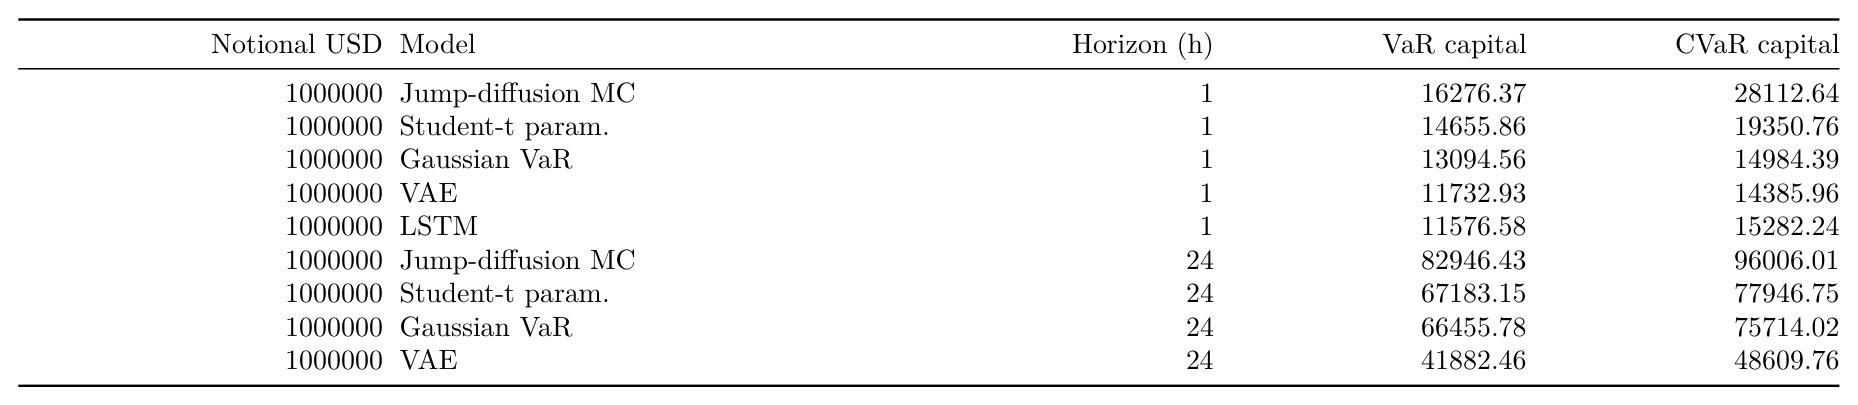 Notional USD Model Horizon (h) VaR capital CVaR capital
1000000 Jump-diffusion MC 1 16276.37 28112.64
1000000 Student-t param. 1 14655.86 19350.76
1000000 Gaussian VaR 1 13094.56 14984.39
1000000 VAE 1 11732.93 14385.96
1000000 LSTM 1 11576.58 15282.24
1000000 Jump-diffusion MC 24 82946.43 96006.01
1000000 Student-t param. 24 67183.15 77946.75
1000000 Gaussian VaR 24 66455.78 75714.02
1000000 VAE 24 41882.46 48609.76